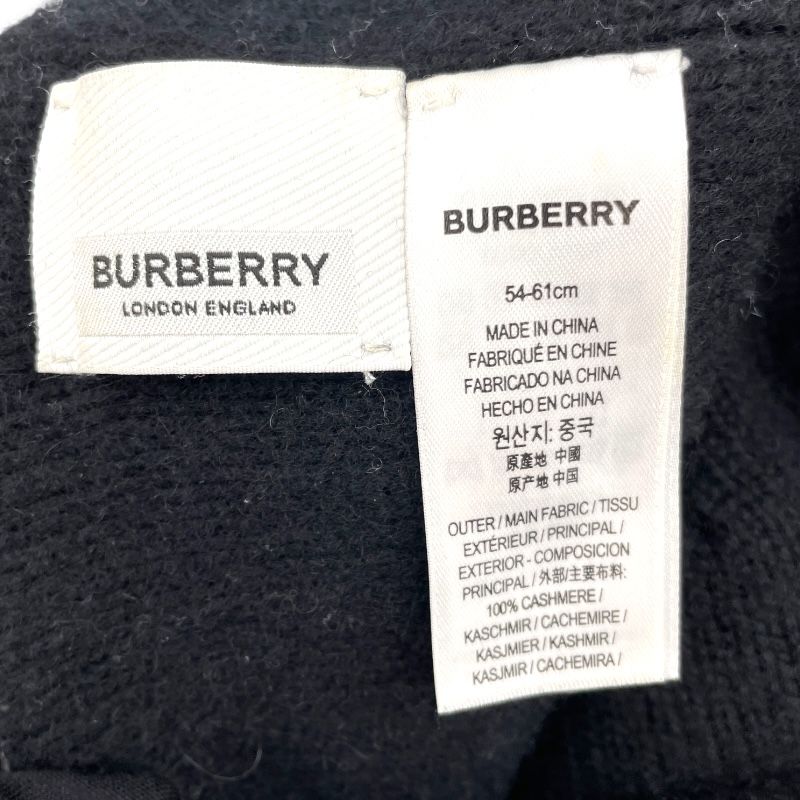 BURBERRY
LONDON ENGLAND
BURBERRY
54-61cm
MADE IN CHINA
FABRIQUÉ EN CHINE
FABRICADO NA CHINA
HECHO EN CHINA
원산지: 중국
原產地 中國
原产地 中国
OUTER / MAIN FABRIC / TISSU
EXTÉRIEUR / PRINCIPAL /
EXTERIOR - COMPOSICION
PRINCIPAL / 外部/主要布料:
100% CASHMERE /
KASCHMIR / CACHEMIRE /
KASJMIER / KASHMIR /
KASJMIR / CACHEMIRA /